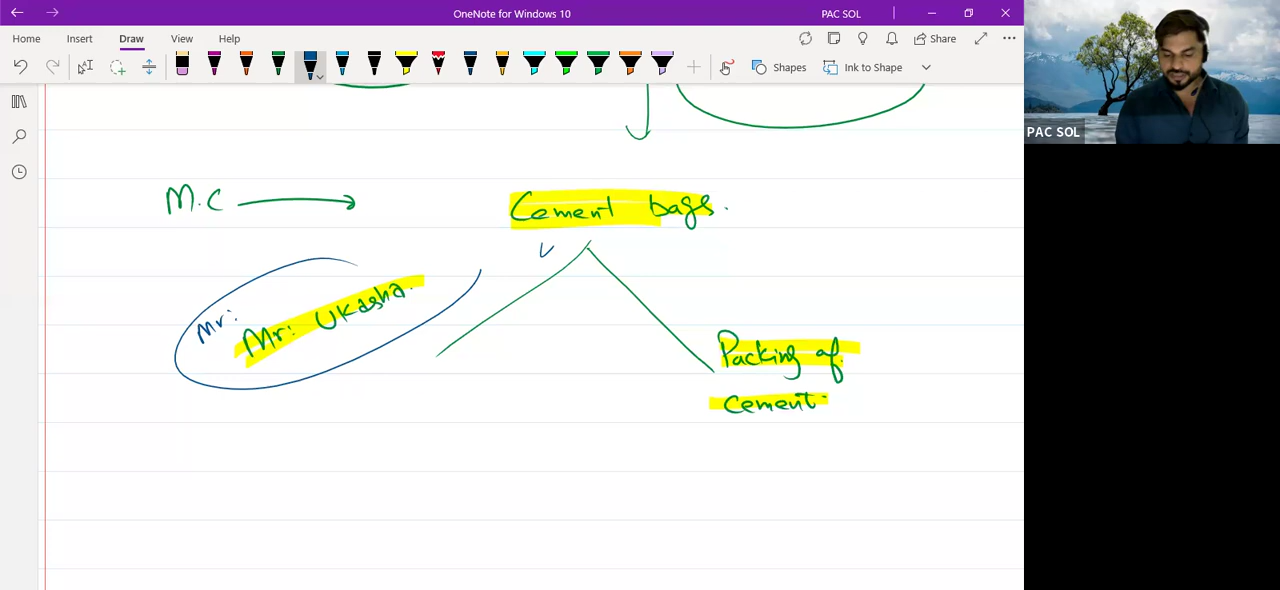 OneNote for Windows 10
PAC SOL
Home
Insert
Draw
View
Help
Share
Shapes
Ink to Shape
PAC SOL
M.C
Cement bags.
Mr:
Mr: Ukasha.
Packing of
cement.